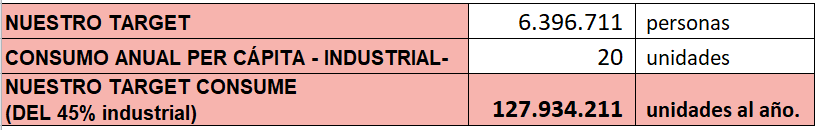 NUESTRO TARGET 6.396.711 personas
CONSUMO ANUAL PER CÁPITA - INDUSTRIAL- 20 unidades
NUESTRO TARGET CONSUME
(DEL 45% industrial) 127.934.211 unidades al año.